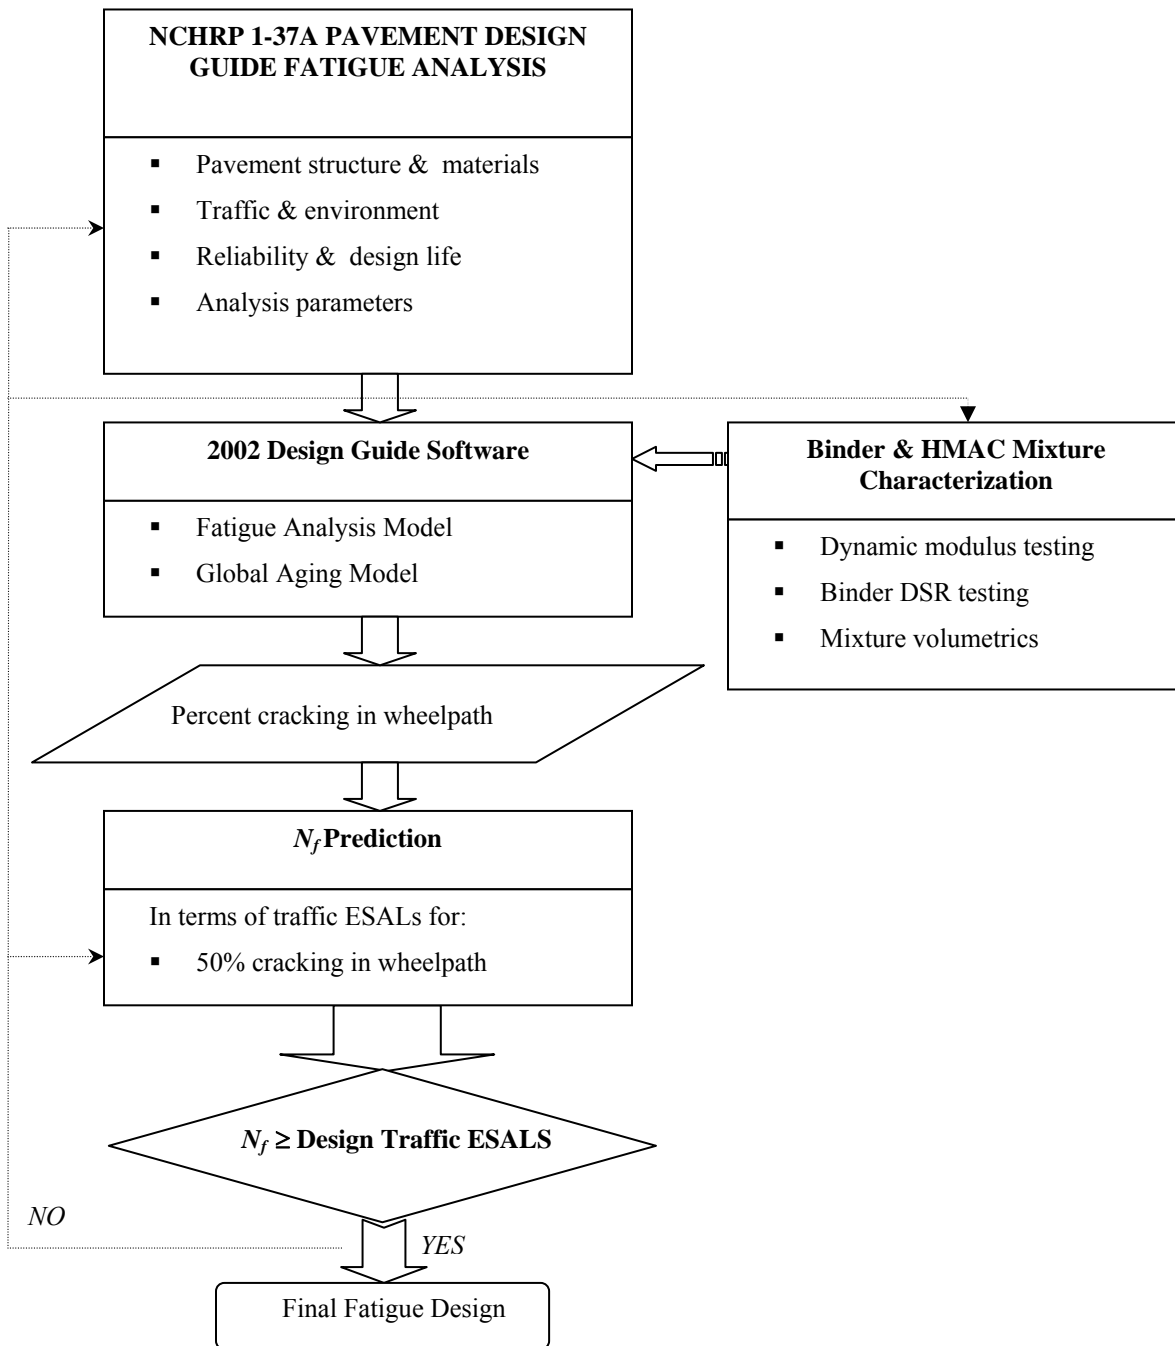 NCHRP 1-37A PAVEMENT DESIGN
GUIDE FATIGUE ANALYSIS
▪ Pavement structure & materials
▪ Traffic & environment
▪ Reliability & design life
▪ Analysis parameters
2002 Design Guide Software
▪ Fatigue Analysis Model
▪ Global Aging Model
Binder & HMAC Mixture
Characterization
▪ Dynamic modulus testing
▪ Binder DSR testing
▪ Mixture volumetrics
Percent cracking in wheelpath
Nf Prediction
In terms of traffic ESALs for:
▪ 50% cracking in wheelpath
Nf ≥ Design Traffic ESALS
NO
YES
Final Fatigue Design